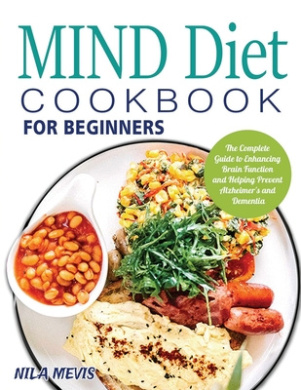 MIND Diet
COOKBOOK
FOR BEGINNERS
The Complete
Guide to Enhancing
Brain Function
and Helping Prevent
Alzheimer's and
Dementia
NILA MEVIS